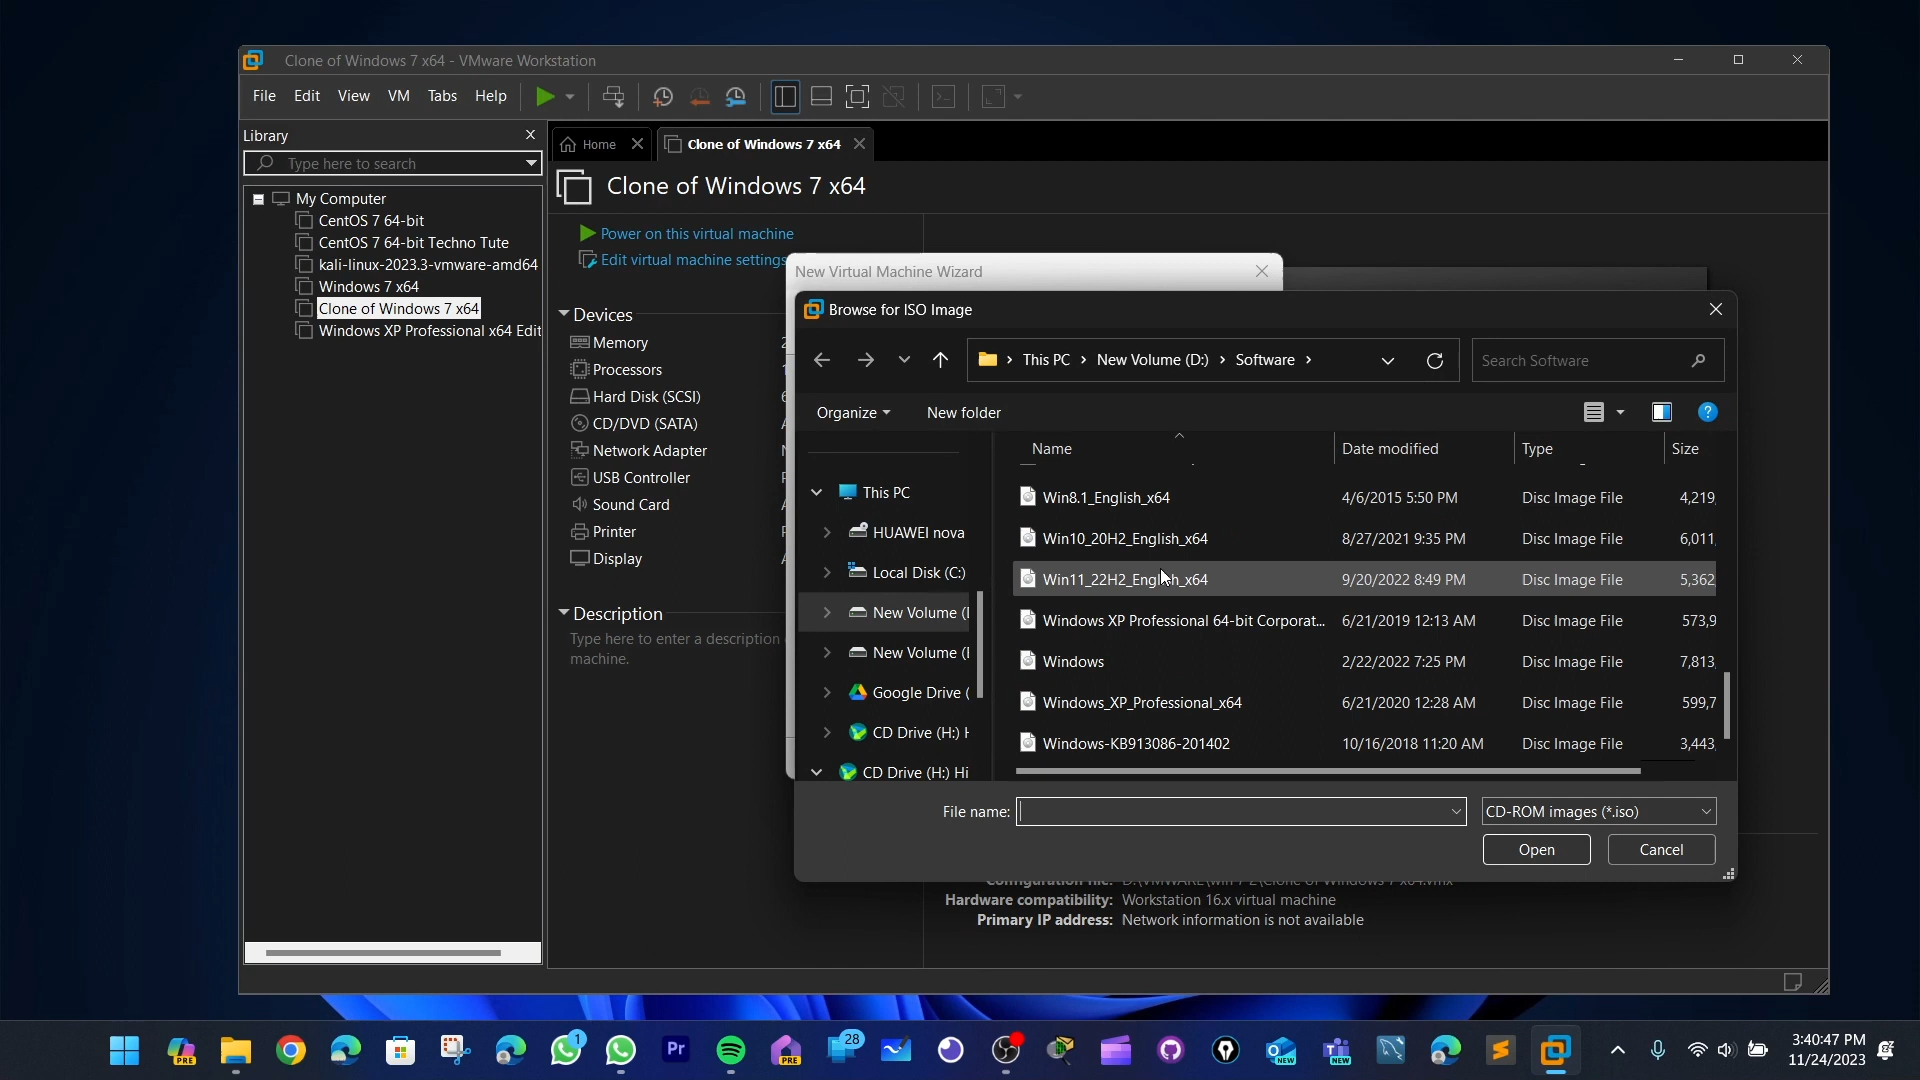 Clone of Windows 7 x64 - VMware Workstation
File Edit View VM Tabs Help
Library
Type here to search
My Computer
CentOS 7 64-bit
CentOS 7 64-bit Techno Tute
kali-linux-2023.3-vmware-amd64
Windows 7 x64
Clone of Windows 7 x64
Windows XP Professional x64 Edit
Home
Clone of Windows 7 x64
Clone of Windows 7 x64
Power on this virtual machine
Edit virtual machine settings
Devices
Memory
Processors
Hard Disk (SCSI)
CD/DVD (SATA)
Network Adapter
USB Controller
Sound Card
Printer
Display
Description
Type here to enter a description
machine.
New Virtual Machine Wizard
Browse for ISO Image
This PC > New Volume (D:) > Software >
Search Software
Organize New folder
Name Date modified Type Size
This PC
HUAWEI nova
Local Disk (C:)
New Volume (
New Volume (
Google Drive (
CD Drive (H:)
CD Drive (H:) Hi
Win8.1_English_x64 4/6/2015 5:50 PM Disc Image File 4,219,
Win10_20H2_English_x64 8/27/2021 9:35 PM Disc Image File 6,011,
Win11_22H2_English_x64 9/20/2022 8:49 PM Disc Image File 5,362,
Windows XP Professional 64-bit Corporat... 6/21/2019 12:13 AM Disc Image File 573,9
Windows 2/22/2022 7:25 PM Disc Image File 7,813,
Windows_XP_Professional_x64 6/21/2020 12:28 AM Disc Image File 599,7
Windows-KB913086-201402 10/16/2018 11:20 AM Disc Image File 3,443,
File name:
CD-ROM images (*.iso)
Open Cancel
Hardware compatibility: Workstation 16.x virtual machine
Primary IP address: Network information is not available
PRE
1
Pr
PRE
28
NEW
NEW
3:40:47 PM
11/24/2023